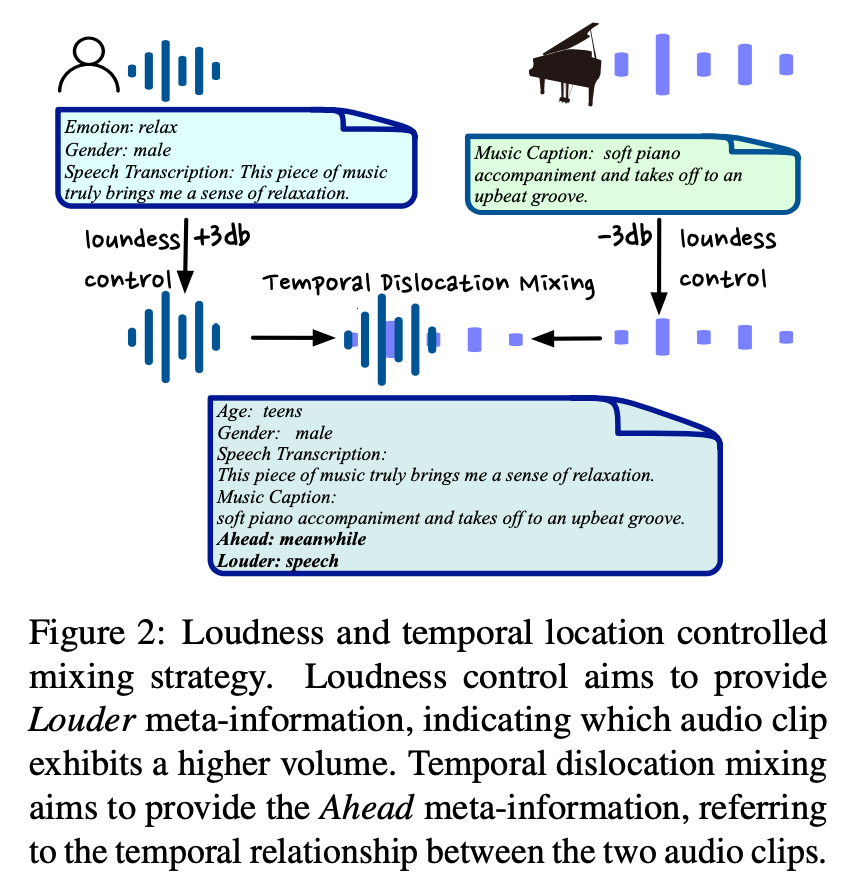 Emotion: relax
Gender: male
Speech Transcription: This piece of music
truly brings me a sense of relaxation.
Music Caption: soft piano
accompaniment and takes off to an
upbeat groove.
loundess +3db
control
-3db loundess
control
Temporal Dislocation Mixing
Age: teens
Gender: male
Speech Transcription:
This piece of music truly brings me a sense of relaxation.
Music Caption:
soft piano accompaniment and takes off to an upbeat groove.
Ahead: meanwhile
Louder: speech
Figure 2: Loudness and temporal location controlled
mixing strategy. Loudness control aims to provide
Louder meta-information, indicating which audio clip
exhibits a higher volume. Temporal dislocation mixing
aims to provide the Ahead meta-information, referring
to the temporal relationship between the two audio clips.